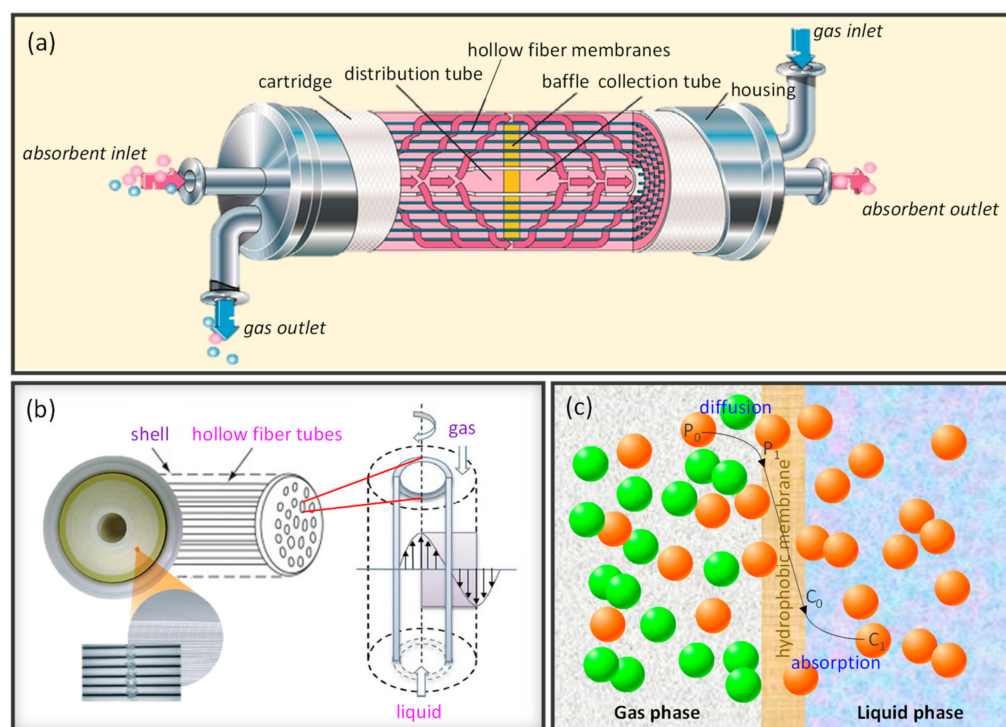 (a)
gas inlet
hollow fiber membranes
distribution tube
baffle
collection tube
cartridge
housing
absorbent inlet
absorbent outlet
gas outlet
(b)
shell
hollow fiber tubes
gas
liquid
(c)
diffusion
P0
P1
hydrophobic membrane
C0
C1
absorption
Gas phase
Liquid phase